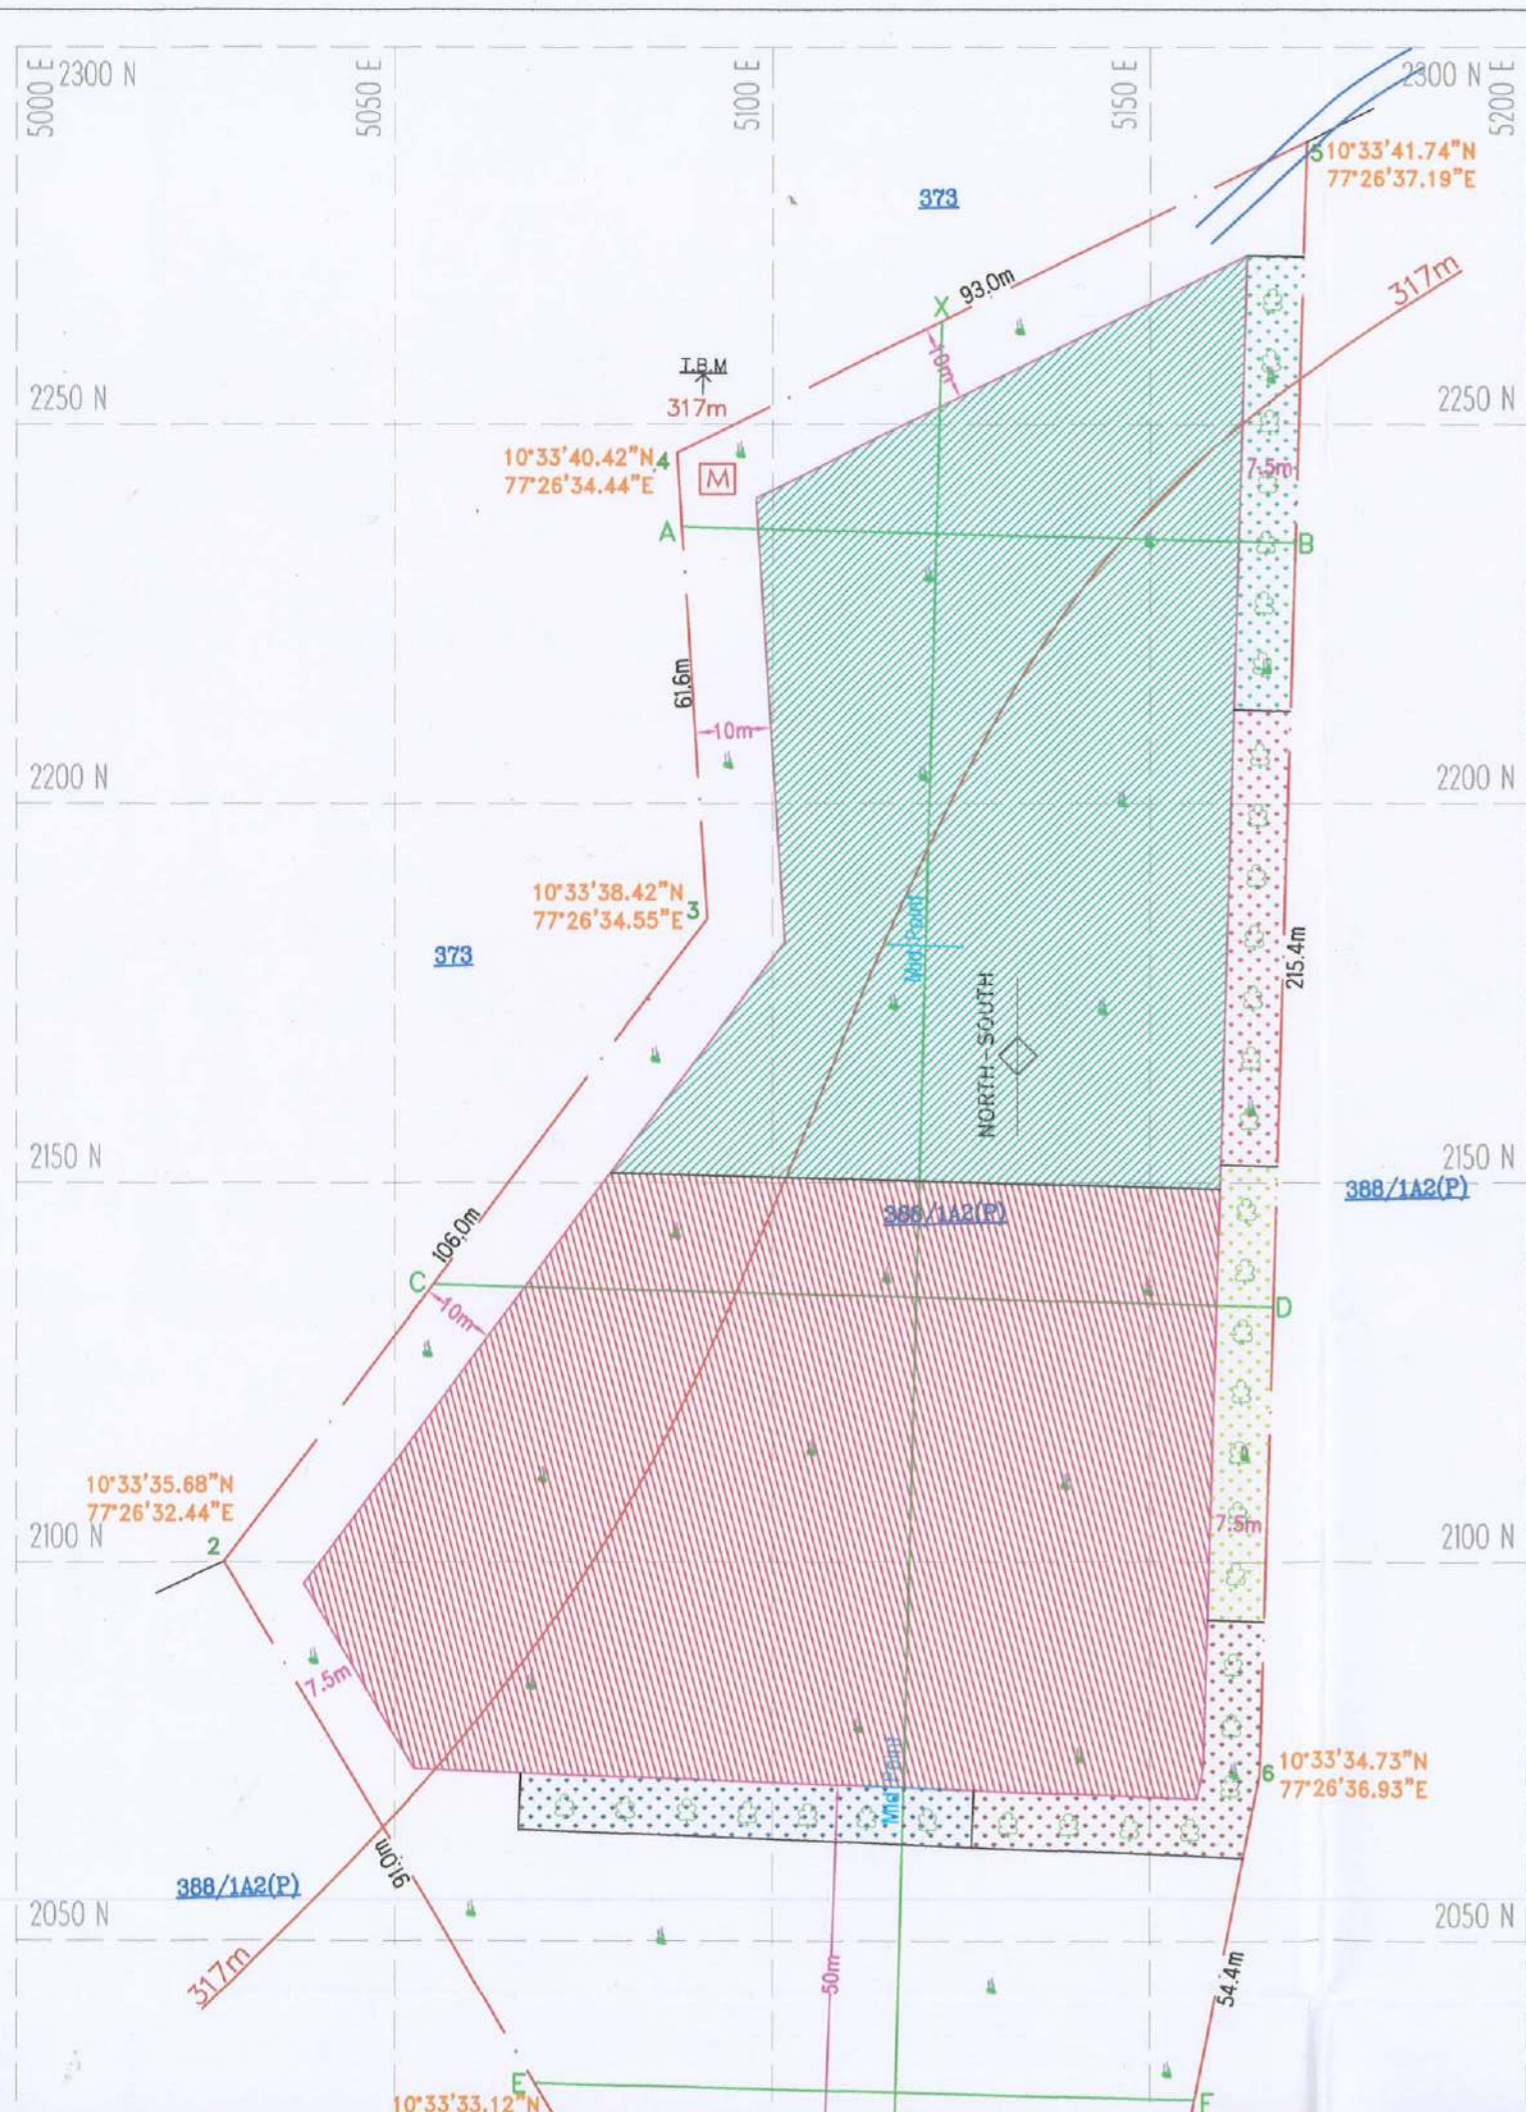 5000 E
2300 N
5050 E
5100 E
5150 E
2300 N
5200 E
5
10°33'41.74"N
77°26'37.19"E
373
317m
93.0m
X
10m
T.B.M
317m
2250 N
2250 N
10°33'40.42"N
77°26'34.44"E
4
M
7.5m
A
B
61.6m
10m
2200 N
2200 N
10°33'38.42"N
77°26'34.55"E
3
373
Mid Point
215.4m
NORTH-SOUTH
2150 N
2150 N
388/1A2(P)
388/1A2(P)
106.0m
C
D
10m
10°33'35.68"N
77°26'32.44"E
2
7.5m
2100 N
2100 N
7.5m
Mid Point
6
10°33'34.73"N
77°26'36.93"E
91.0m
388/1A2(P)
2050 N
2050 N
317m
50m
54.4m
E
F
10°33'33.12"N